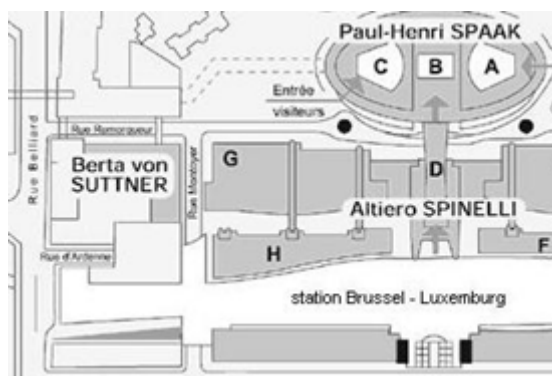 Paul-Henri SPAAK
C
B
A
Entrée
visiteurs
Rue Remorqueur
Rue Belliard
Berta von
SUTTNER
Rue Montoyer
G
D
Altiero SPINELLI
Rue d'Ardenne
H
F
station Brussel - Luxemburg